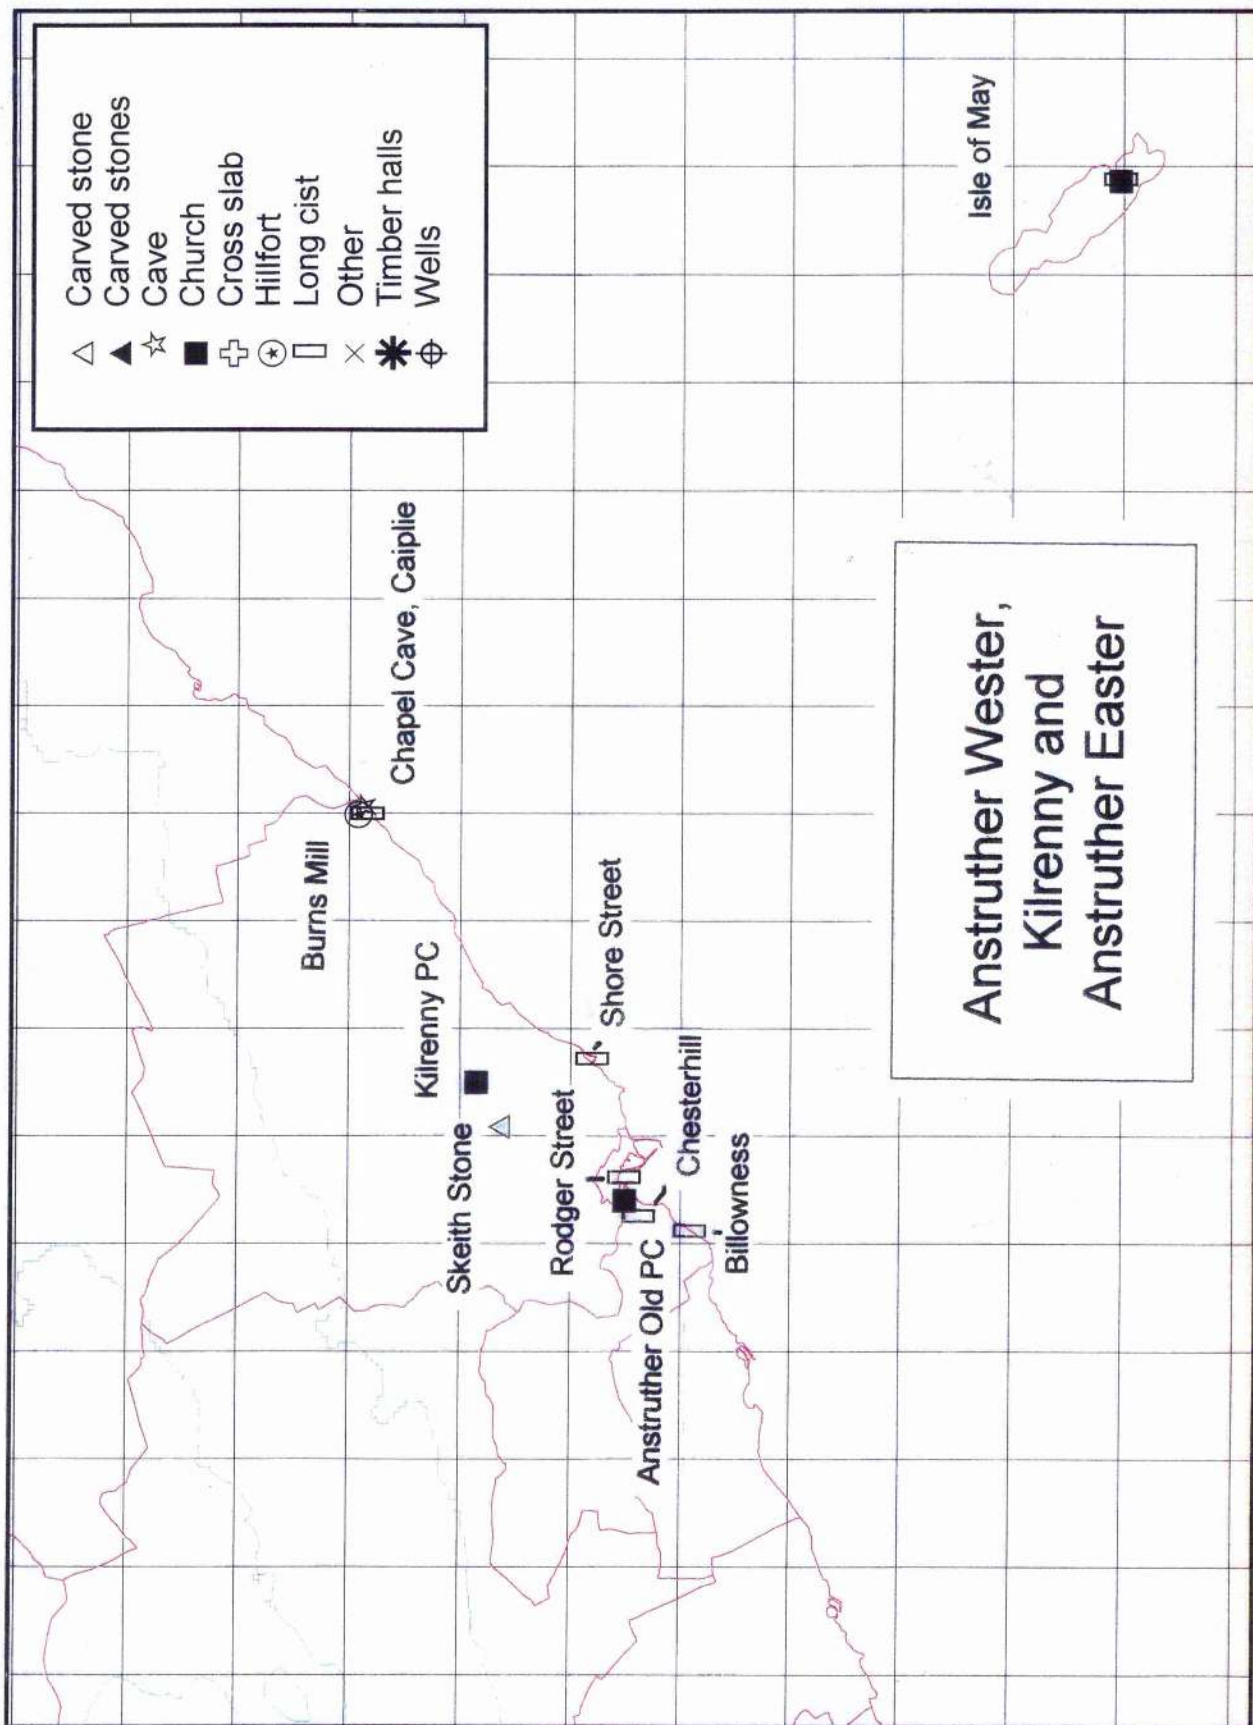 Carved stone
Carved stones
Cave
Church
Cross slab
Hillfort
Long cist
Other
Timber halls
Wells
Isle of May
Chapel Cave, Caiplie
Burns Mill
Kilrenny PC
Skeith Stone
Shore Street
Rodger Street
Chesterhill
Anstruther Old PC
Billowness
Anstruther Wester,
Kilrenny and
Anstruther Easter